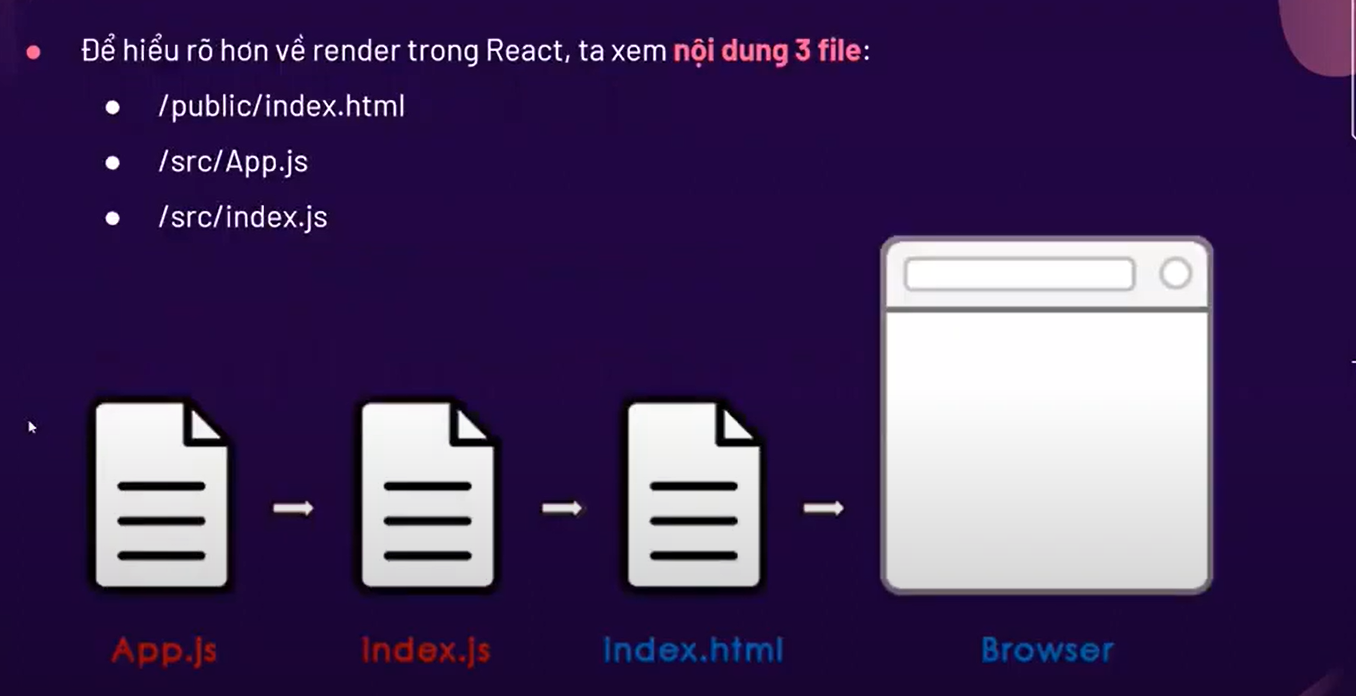 Để hiểu rõ hơn về render trong React, ta xem nội dung 3 file:
/public/index.html
/src/App.js
/src/index.js
App.js
Index.js
Index.html
Browser